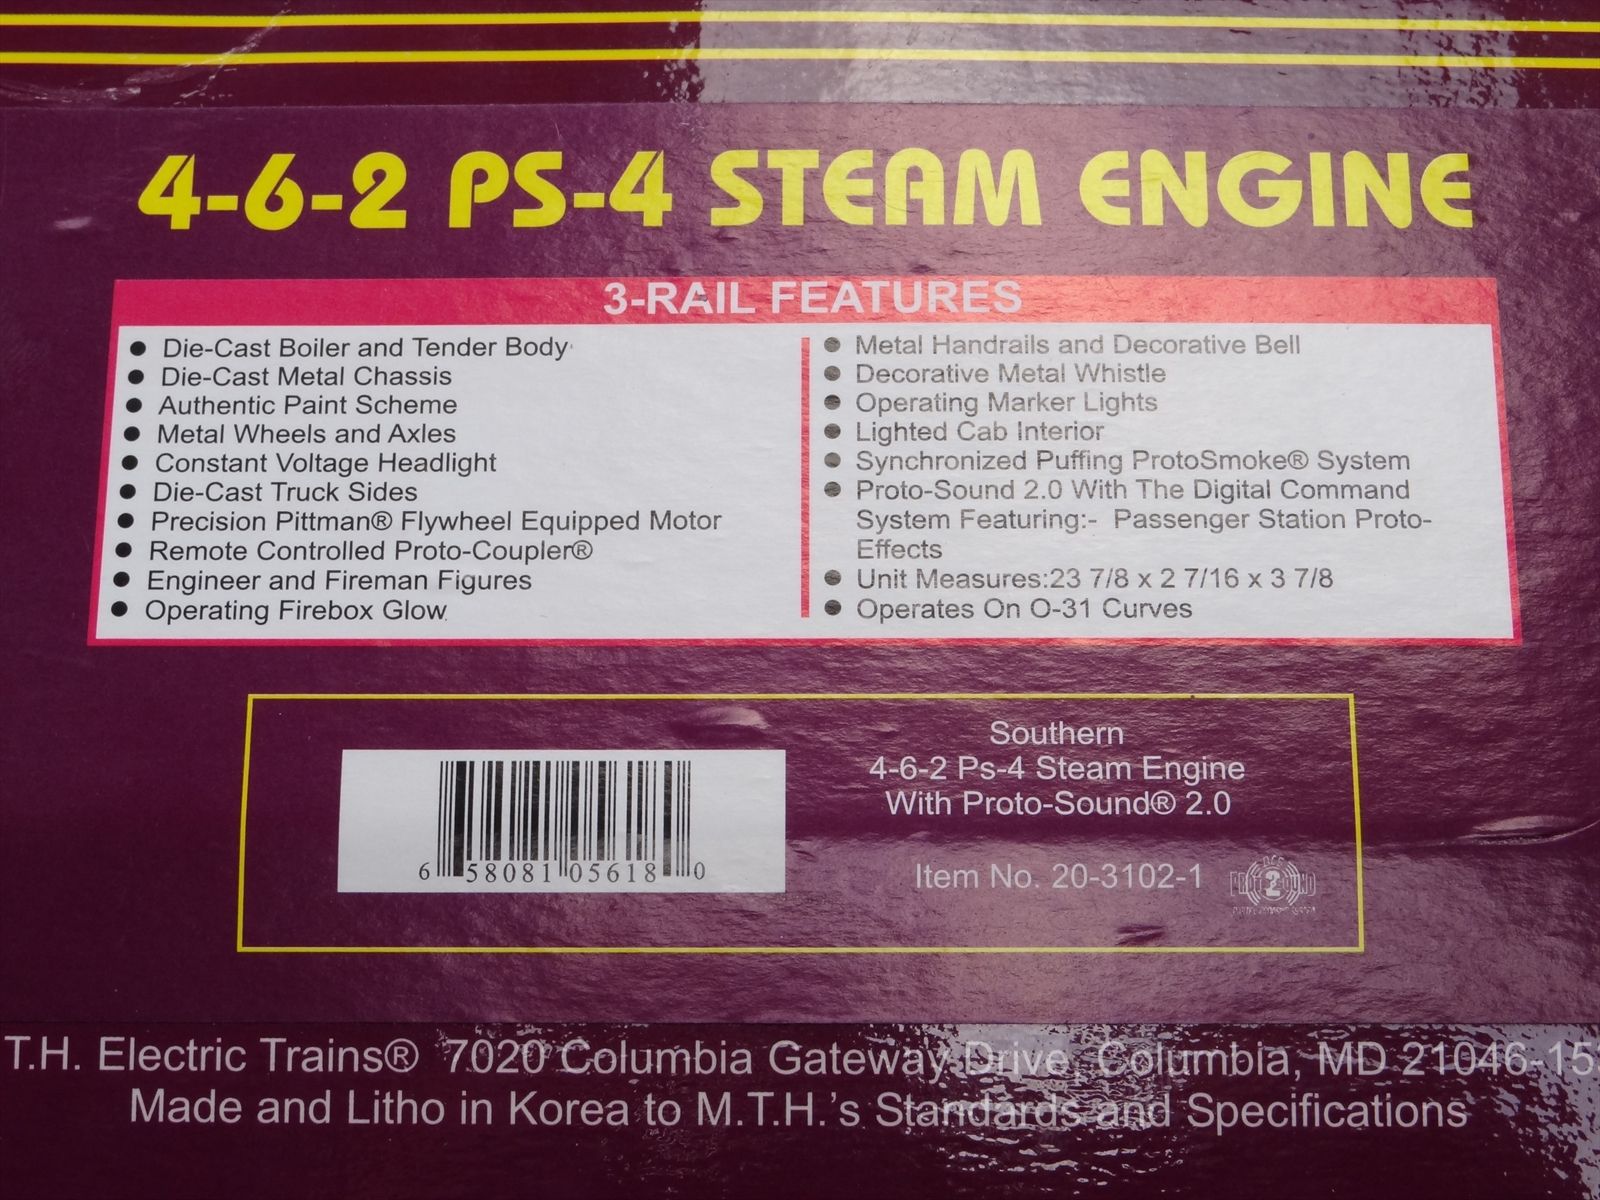 4-6-2 PS-4 STEAM ENGINE
3-RAIL FEATURES
● Die-Cast Boiler and Tender Body
● Die-Cast Metal Chassis
● Authentic Paint Scheme
● Metal Wheels and Axles
● Constant Voltage Headlight
● Die-Cast Truck Sides
● Precision Pittman® Flywheel Equipped Motor
● Remote Controlled Proto-Coupler®
● Engineer and Fireman Figures
● Operating Firebox Glow
● Metal Handrails and Decorative Bell
● Decorative Metal Whistle
● Operating Marker Lights
● Lighted Cab Interior
● Synchronized Puffing ProtoSmoke® System
● Proto-Sound 2.0 With The Digital Command
System Featuring:- Passenger Station Proto-
Effects
● Unit Measures:23 7/8 x 2 7/16 x 3 7/8
● Operates On O-31 Curves
6 58081 05618 0
Southern
4-6-2 Ps-4 Steam Engine
With Proto-Sound® 2.0
Item No. 20-3102-1
2
T.H. Electric Trains® 7020 Columbia Gateway Drive, Columbia, MD 21046-15
Made and Litho in Korea to M.T.H.'s Standards and Specifications